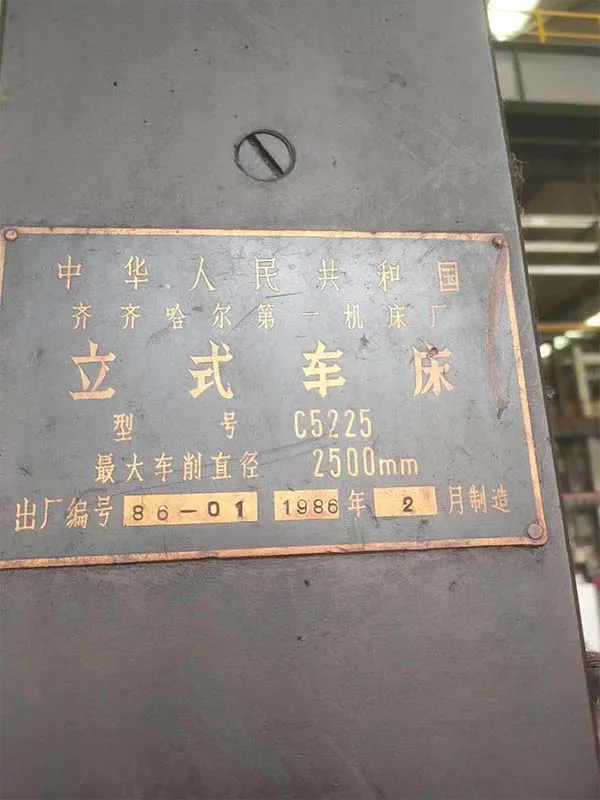 中华人民共和国
齐齐哈尔第一机床厂
立式车床
型号 C5225
最大车削直径 2500mm
出厂编号 86-01 1986年 2 月制造